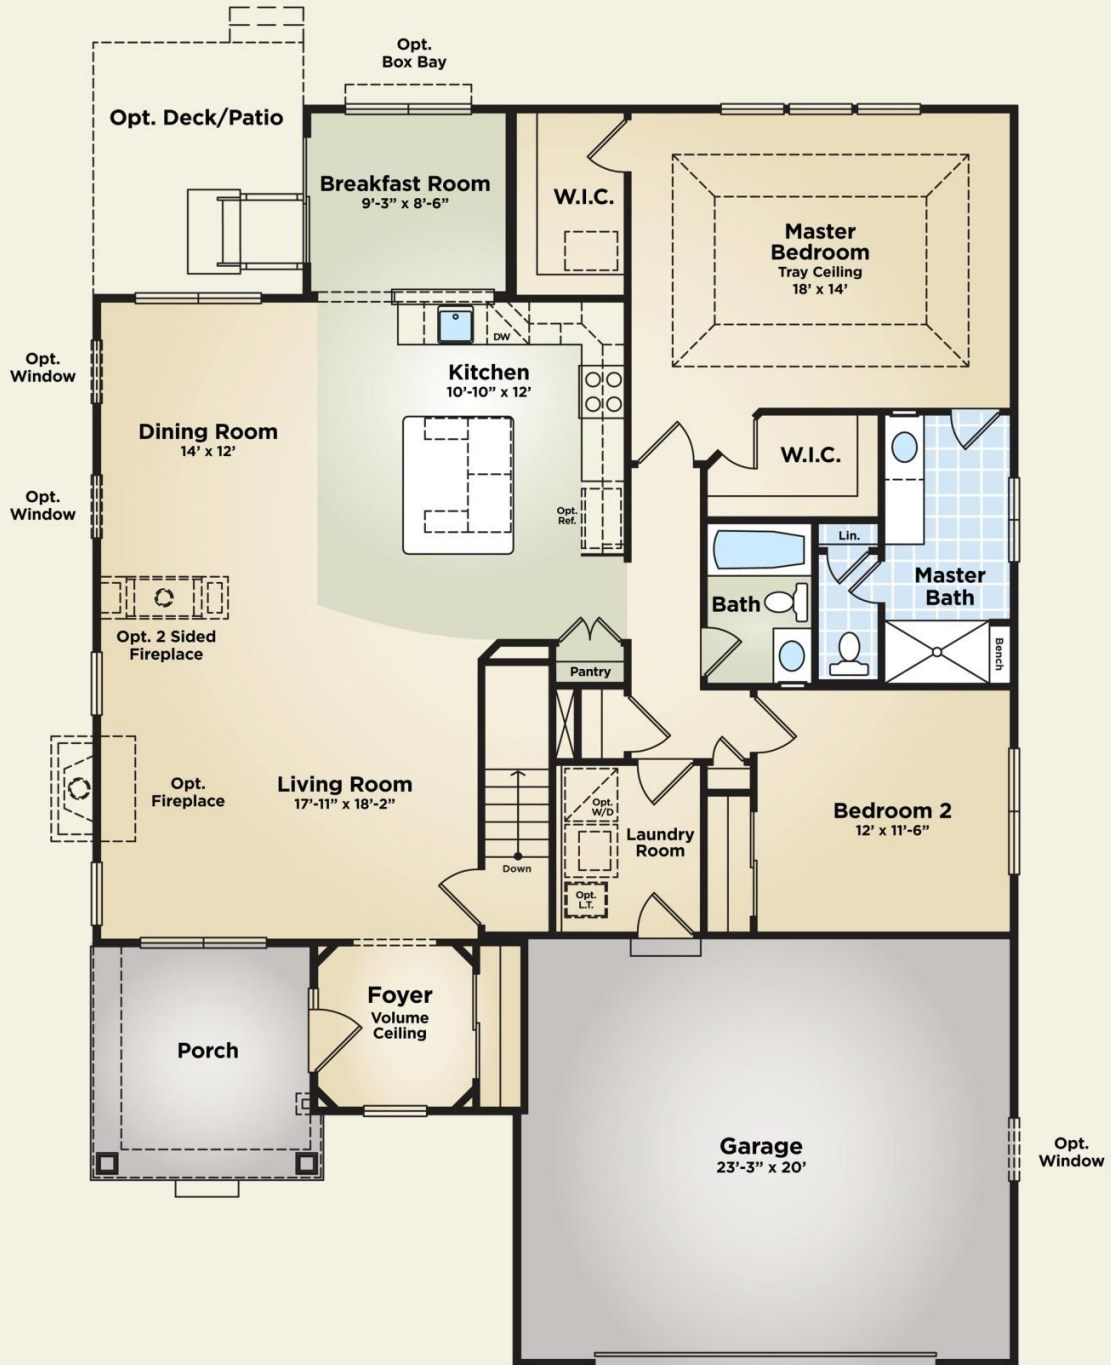 Opt.
Box Bay
Opt. Deck/Patio
Breakfast Room
9'-3” x 8'-6”
W.I.C.
Master
Bedroom
Tray Ceiling
18' x 14'
Opt.
Window
DW
Kitchen
10'-10” x 12'
Dining Room
14' x 12'
W.I.C.
Opt.
Window
Opt.
Ref.
Lin.
Master
Bath
Bath
Opt. 2 Sided
Fireplace
Pantry
Bench
Opt.
Fireplace
Living Room
17'-11” x 18'-2”
Opt.
W/D
Laundry
Room
Bedroom 2
12' x 11'-6”
Down
Opt.
L.T.
Foyer
Volume
Ceiling
Porch
Garage
23'-3” x 20'
Opt.
Window